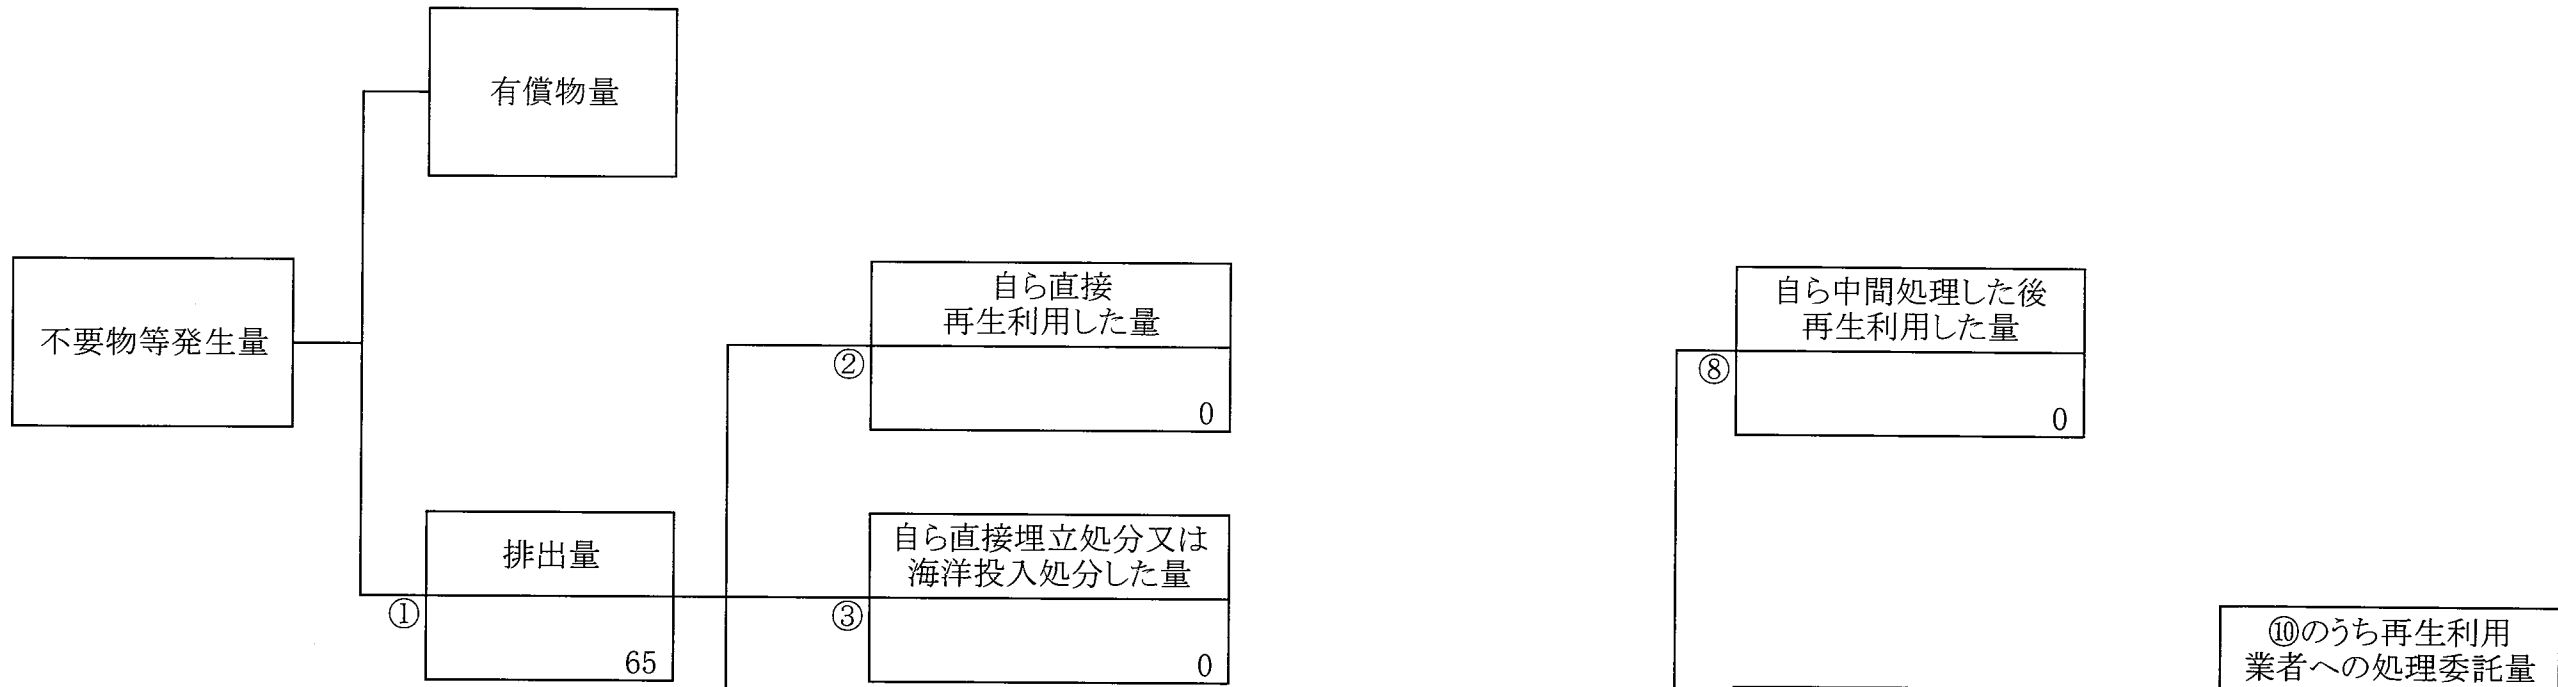 有償物量
不要物等発生量
自ら直接
再生利用した量
②
0
自ら中間処理した後
再生利用した量
⑧
0
排出量
①
65
自ら直接埋立処分又は
海洋投入処分した量
③
0
⑩のうち再生利用
業者への処理委託量